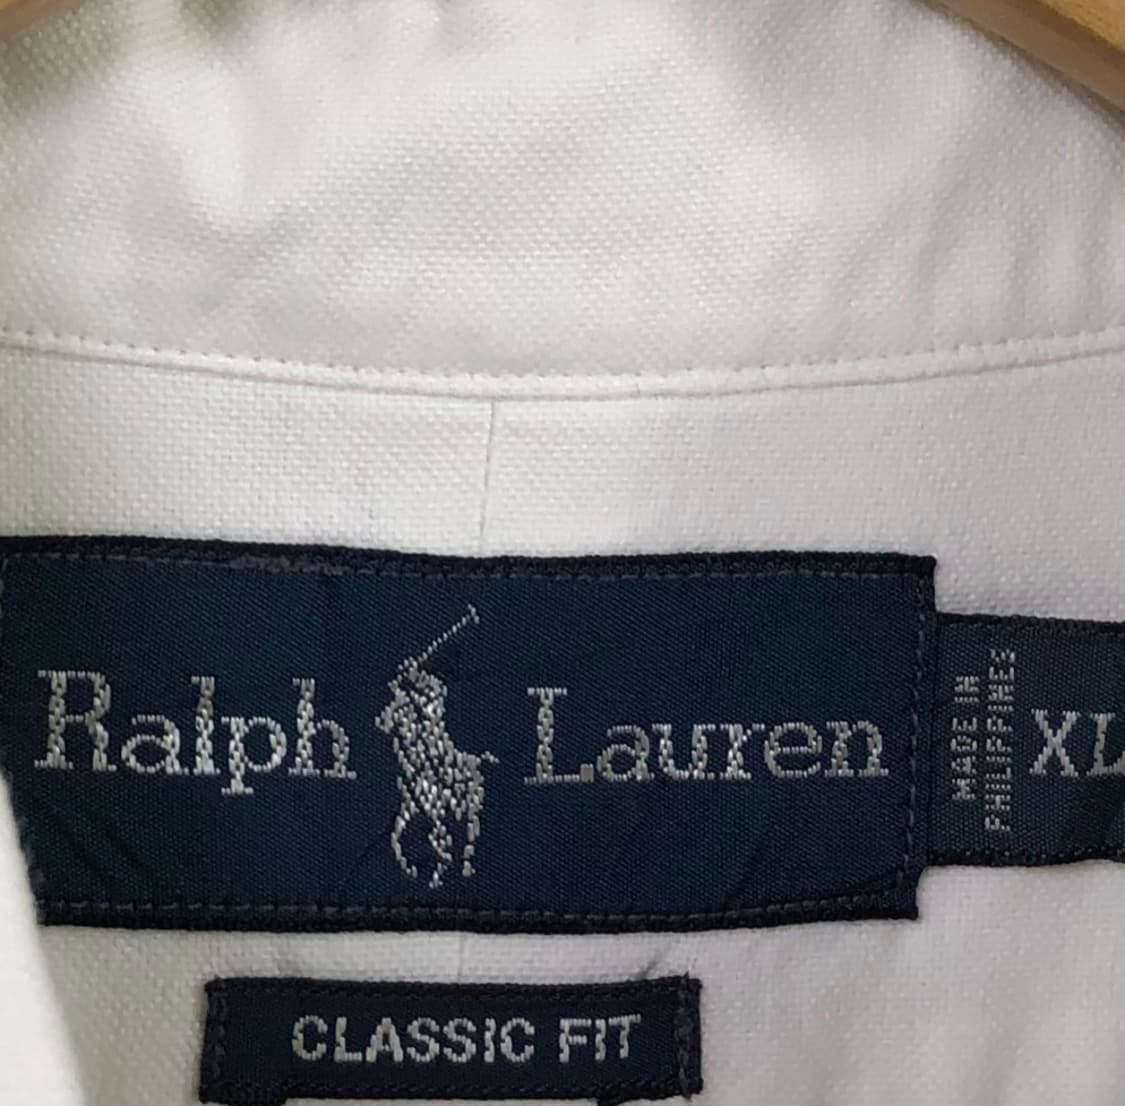 Ralph Lauren
MADE IN
PHILIPPINES
XL
CLASSIC FIT